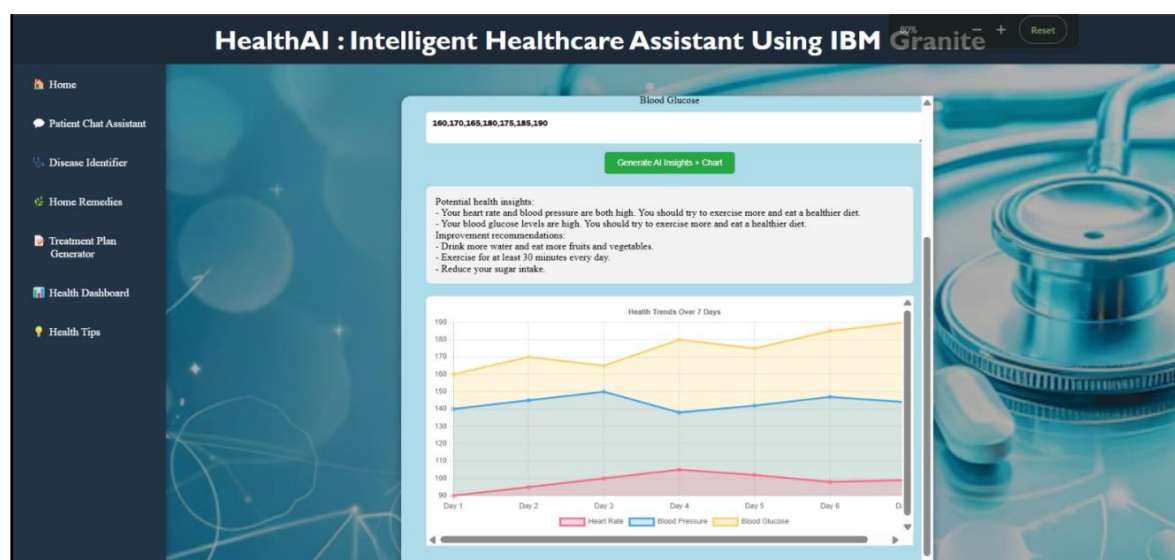 HealthAI : Intelligent Healthcare Assistant Using IBM Granite
80%
− + Reset
Home
Patient Chat Assistant
Disease Identifier
Home Remedies
Treatment Plan
Generator
Health Dashboard
Health Tips
Blood Glucose
160,170,165,180,175,185,190
Generate AI Insights + Chart
Potential health insights:
- Your heart rate and blood pressure are both high. You should try to exercise more and eat a healthier diet.
- Your blood glucose levels are high. You should try to exercise more and eat a healthier diet.
Improvement recommendations:
- Drink more water and eat more fruits and vegetables.
- Exercise for at least 30 minutes every day.
- Reduce your sugar intake.
Health Trends Over 7 Days
190
180
170
160
150
140
130
120
110
100
90
Day 1 Day 2 Day 3 Day 4 Day 5 Day 6 D
Heart Rate Blood Pressure Blood Glucose